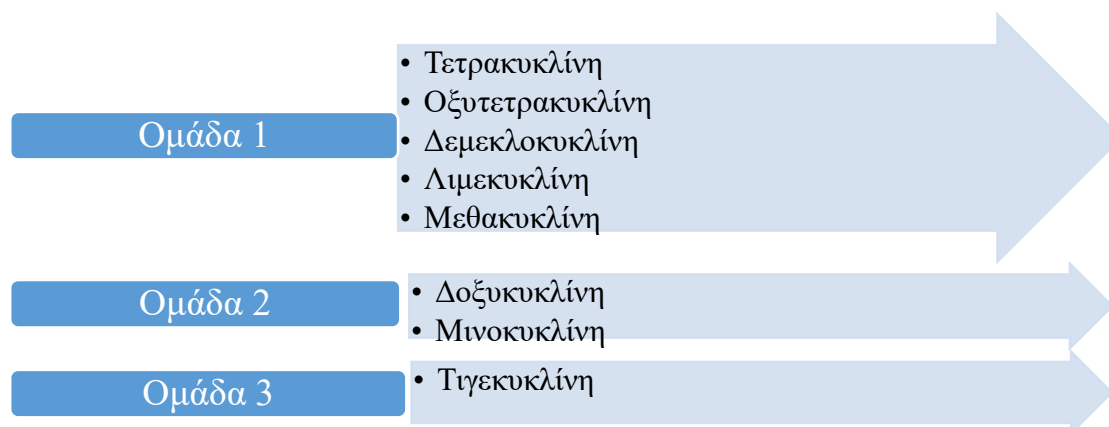 Ομάδα 1
• Τετρακυκλίνη
• Οξυτετρακυκλίνη
• Δεμεκλοκυκλίνη
• Λιμεκυκλίνη
• Μεθακυκλίνη
Ομάδα 2
• Δοξυκυκλίνη
• Μινοκυκλίνη
Ομάδα 3
• Τιγεκυκλίνη